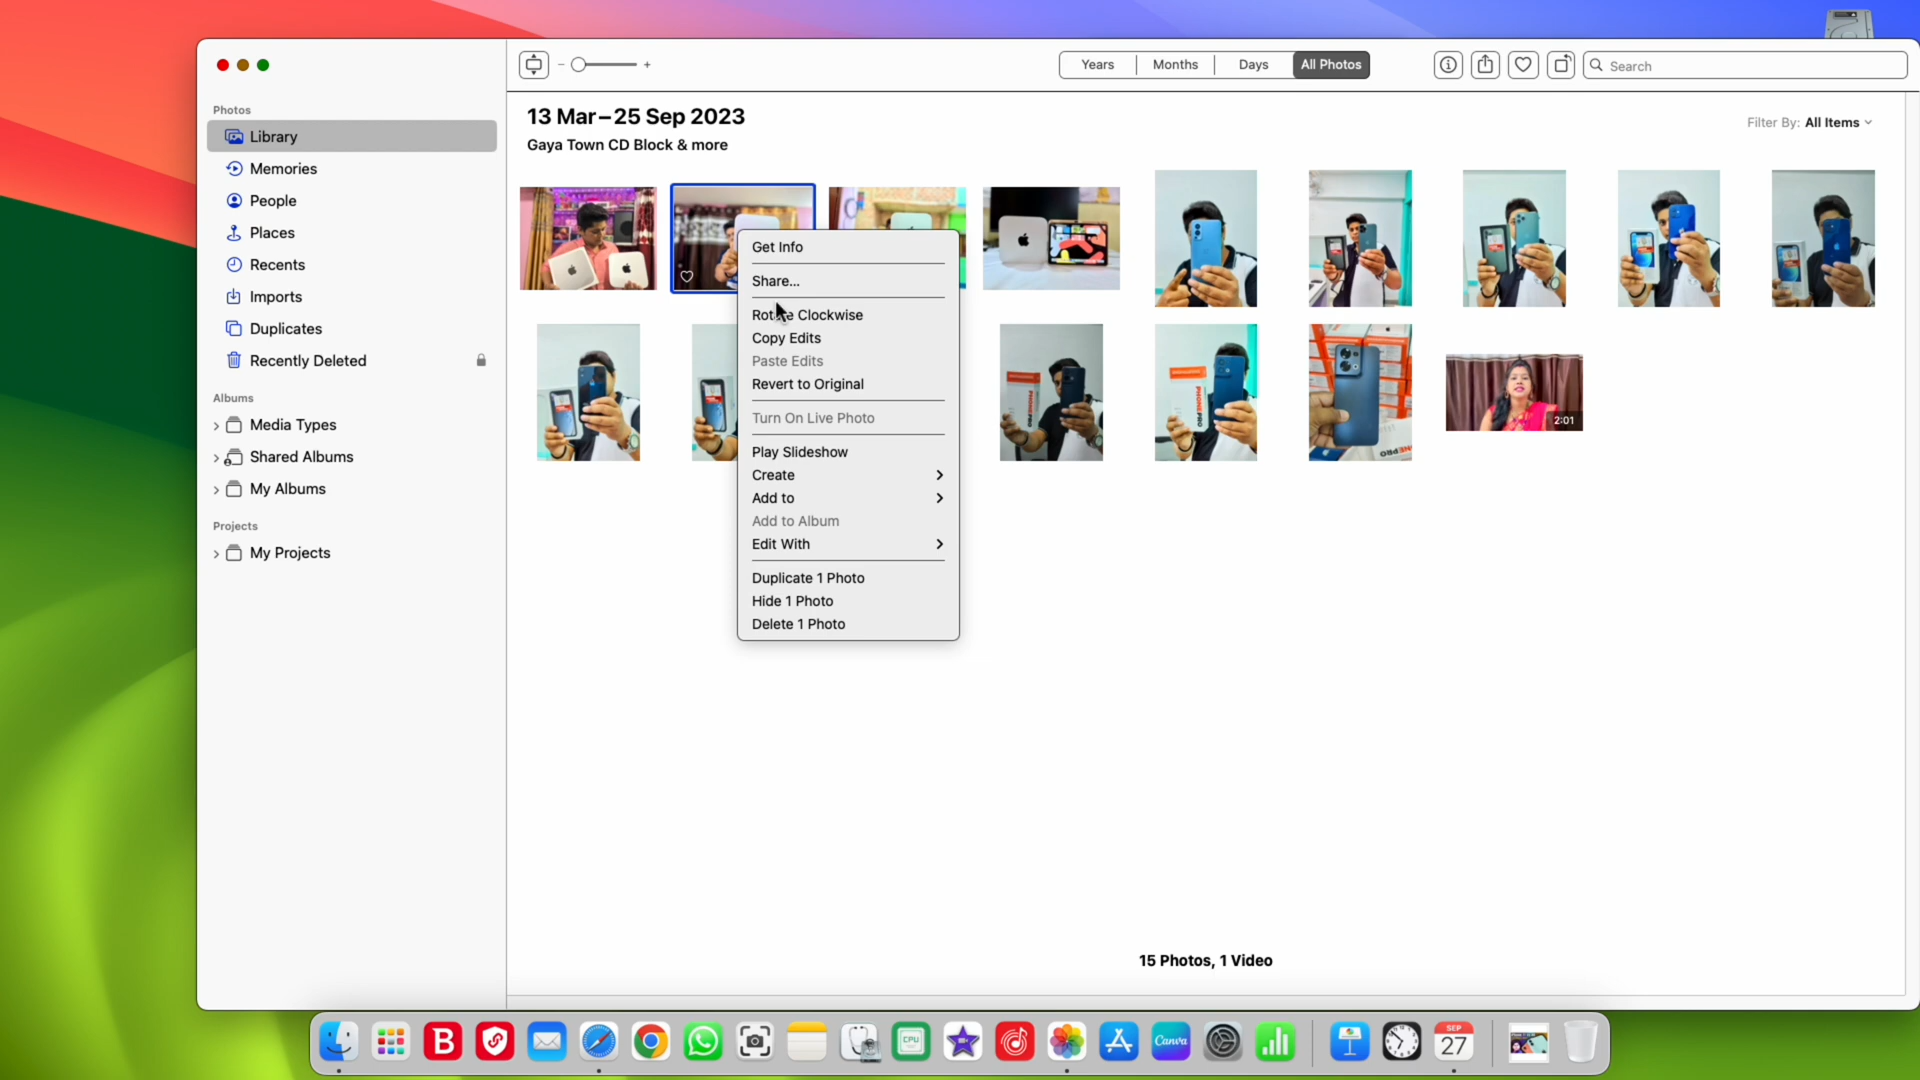 Years
Months
Days
All Photos
Search
Photos
Library
Memories
People
Places
Recents
Imports
Duplicates
Recently Deleted
Albums
Media Types
Shared Albums
My Albums
Projects
My Projects
13 Mar – 25 Sep 2023
Gaya Town CD Block & more
Filter By: All Items
Get Info
Share...
Rotate Clockwise
Copy Edits
Paste Edits
Revert to Original
Turn On Live Photo
Play Slideshow
Create
Add to
Add to Album
Edit With
Duplicate 1 Photo
Hide 1 Photo
Delete 1 Photo
2:01
15 Photos, 1 Video
B
CPU
Canva
SEP
27